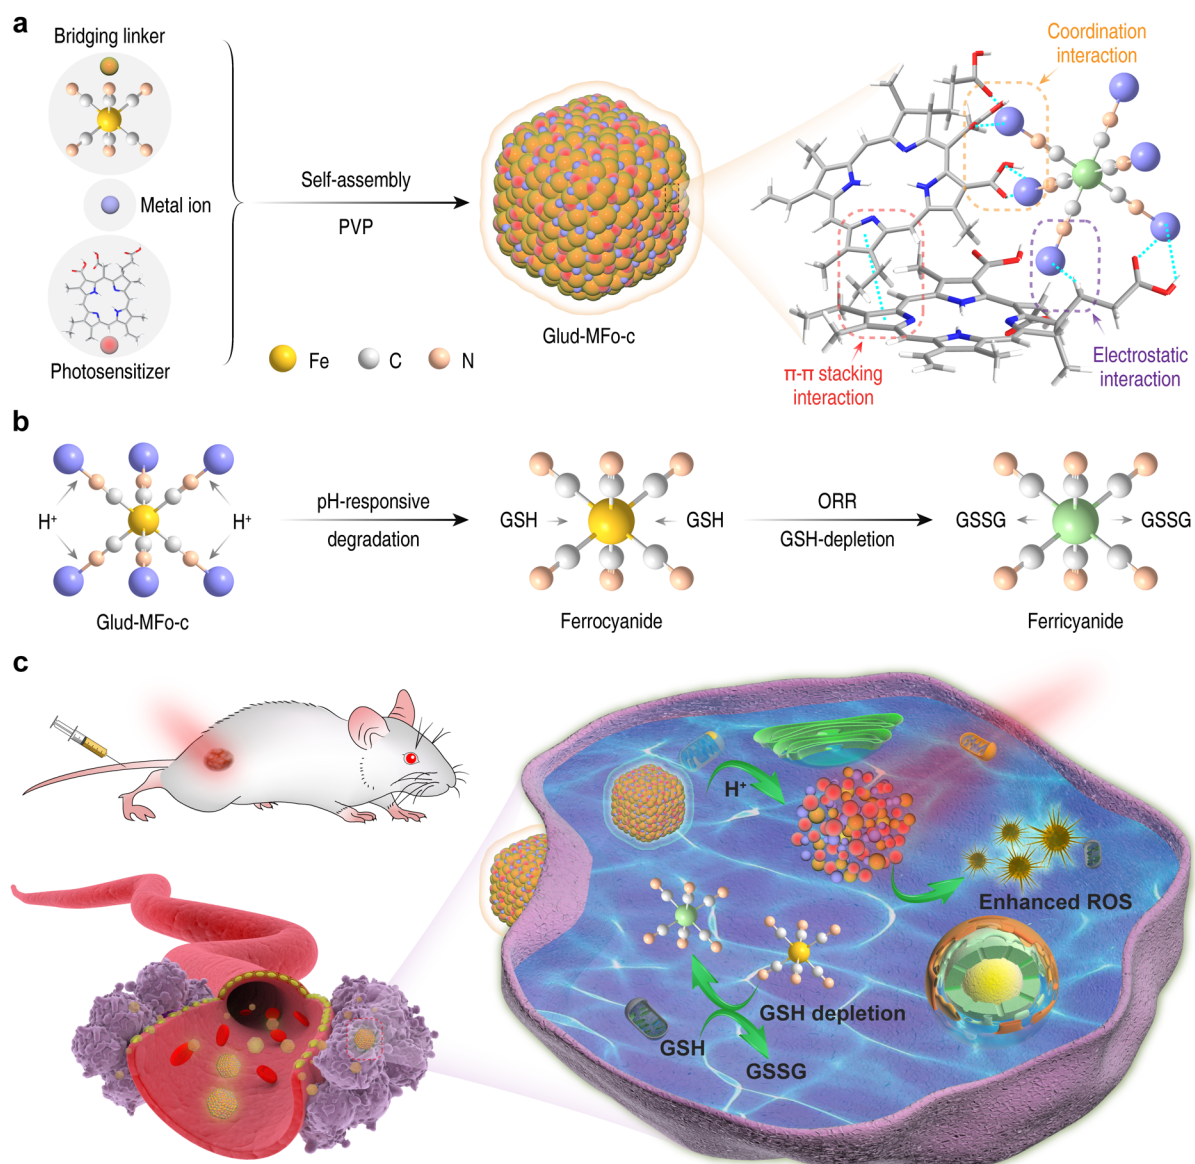 a
Bridging linker
Metal ion
Photosensitizer
Self-assembly
PVP
Glud-MFo-c
Fe
C
N
Coordination
interaction
π-π stacking
interaction
Electrostatic
interaction
b
H⁺
H⁺
Glud-MFo-c
pH-responsive
degradation
GSH
GSH
Ferrocyanide
ORR
GSH-depletion
GSSG
GSSG
Ferricyanide
c
H⁺
Enhanced ROS
GSH depletion
GSH
GSSG